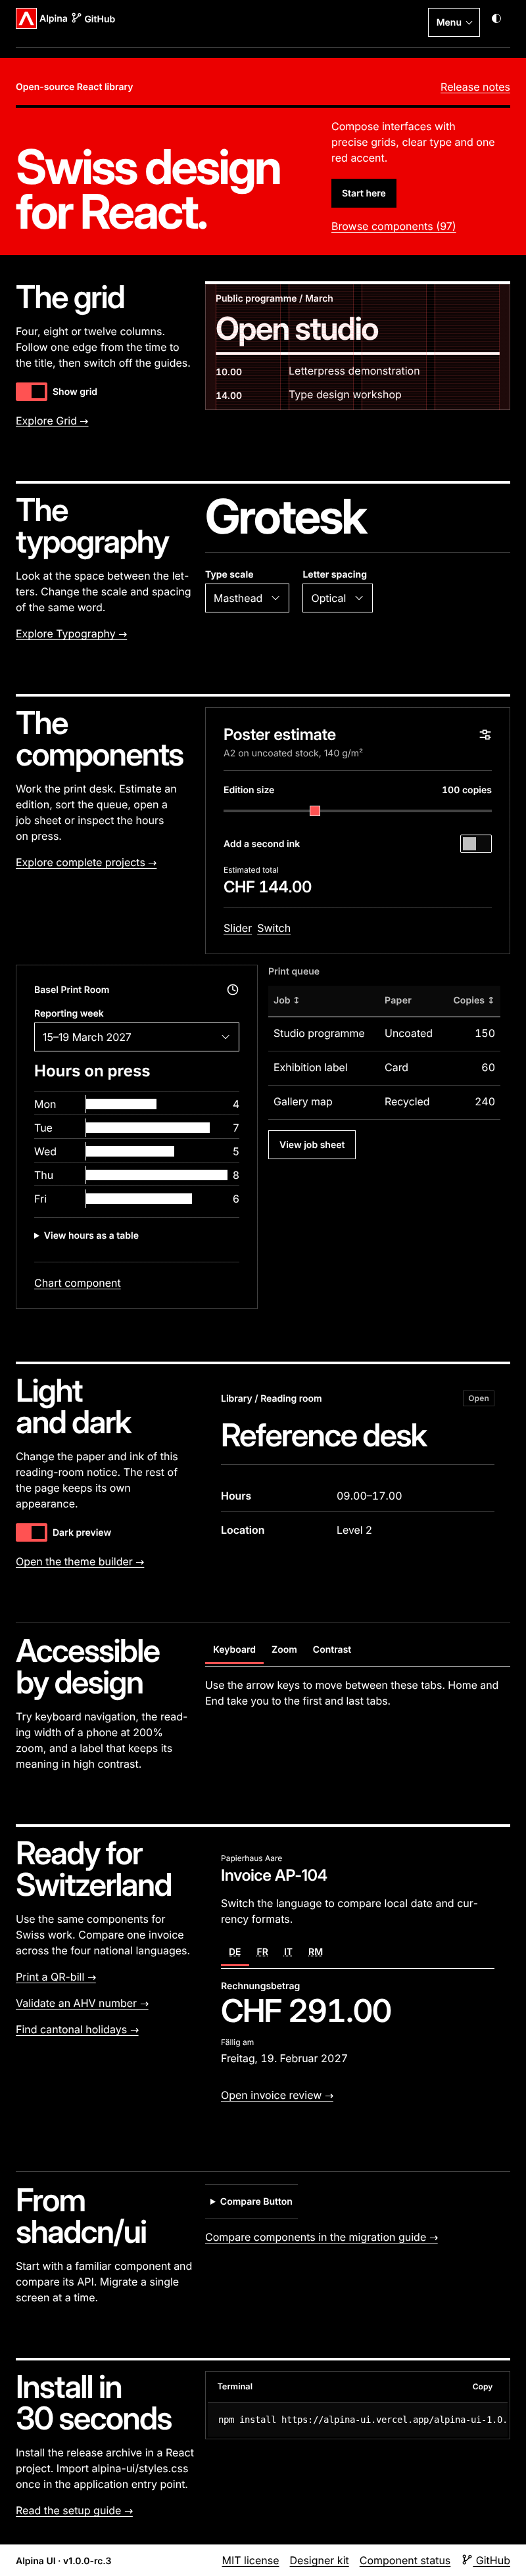 Alpina GitHub Menu
Open-source React library
Release notes
Swiss design
for React.
Compose interfaces with
precise grids, clear type and one
red accent.
Start here
Browse components (97)
The grid
Four, eight or twelve columns.
Follow one edge from the time to
the title, then switch off the guides.
Show grid
Explore Grid →
Public programme / March
Open studio
10.00 Letterpress demonstration
14.00 Type design workshop
The
typography
Look at the space between the let-
ters. Change the scale and spacing
of the same word.
Explore Typography →
Grotesk
Type scale Letter spacing
Masthead Optical
The
components
Work the print desk. Estimate an
edition, sort the queue, open a
job sheet or inspect the hours
on press.
Explore complete projects →
Poster estimate
A2 on uncoated stock, 140 g/m²
Edition size 100 copies
Add a second ink
Estimated total
CHF 144.00
Slider Switch
Basel Print Room
Reporting week
15–19 March 2027
Hours on press
Mon 4
Tue 7
Wed 5
Thu 8
Fri 6
View hours as a table
Chart component
Print queue
Job ↕ Paper Copies ↕
Studio programme Uncoated 150
Exhibition label Card 60
Gallery map Recycled 240
View job sheet
Light
and dark
Change the paper and ink of this
reading-room notice. The rest of
the page keeps its own
appearance.
Dark preview
Open the theme builder →
Library / Reading room Open
Reference desk
Hours 09.00–17.00
Location Level 2
Accessible
by design
Try keyboard navigation, the read-
ing width of a phone at 200%
zoom, and a label that keeps its
meaning in high contrast.
Keyboard Zoom Contrast
Use the arrow keys to move between these tabs. Home and
End take you to the first and last tabs.
Ready for
Switzerland
Use the same components for
Swiss work. Compare one invoice
across the four national languages.
Print a QR-bill →
Validate an AHV number →
Find cantonal holidays →
Papierhaus Aare
Invoice AP-104
Switch the language to compare local date and cur-
rency formats.
DE FR IT RM
Rechnungsbetrag
CHF 291.00
Fällig am
Freitag, 19. Februar 2027
Open invoice review →
From
shadcn/ui
Start with a familiar component and
compare its API. Migrate a single
screen at a time.
Compare Button
Compare components in the migration guide →
Install in
30 seconds
Install the release archive in a React
project. Import alpina-ui/styles.css
once in the application entry point.
Read the setup guide →
Terminal Copy
npm install https://alpina-ui.vercel.app/alpina-ui-1.0.
Alpina UI · v1.0.0-rc.3
MIT license Designer kit Component status GitHub